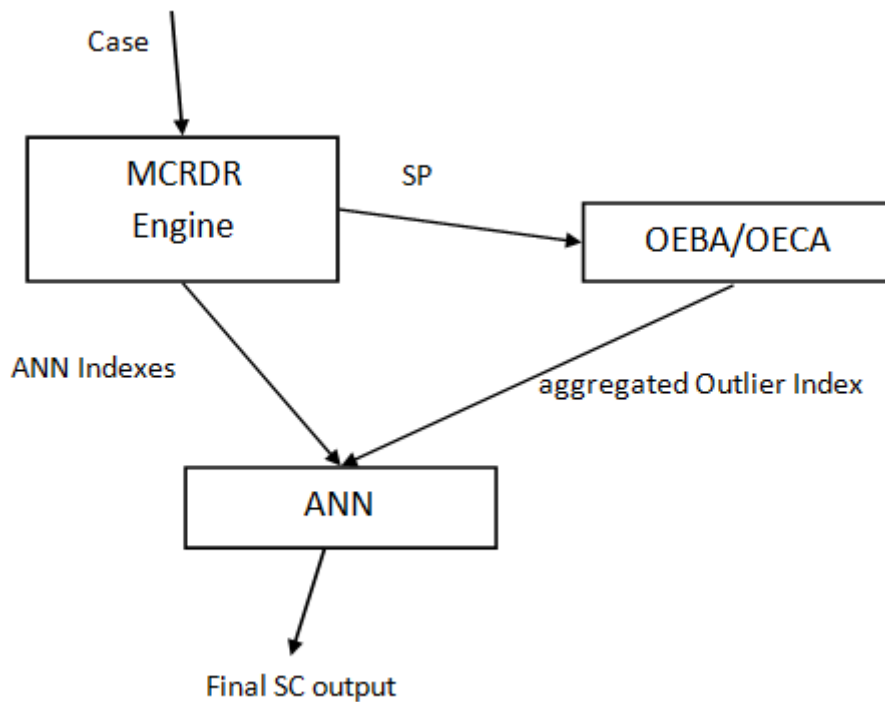 Case
MCRDR
Engine
SP
OEBA/OECA
ANN Indexes
aggregated Outlier Index
ANN
Final SC output